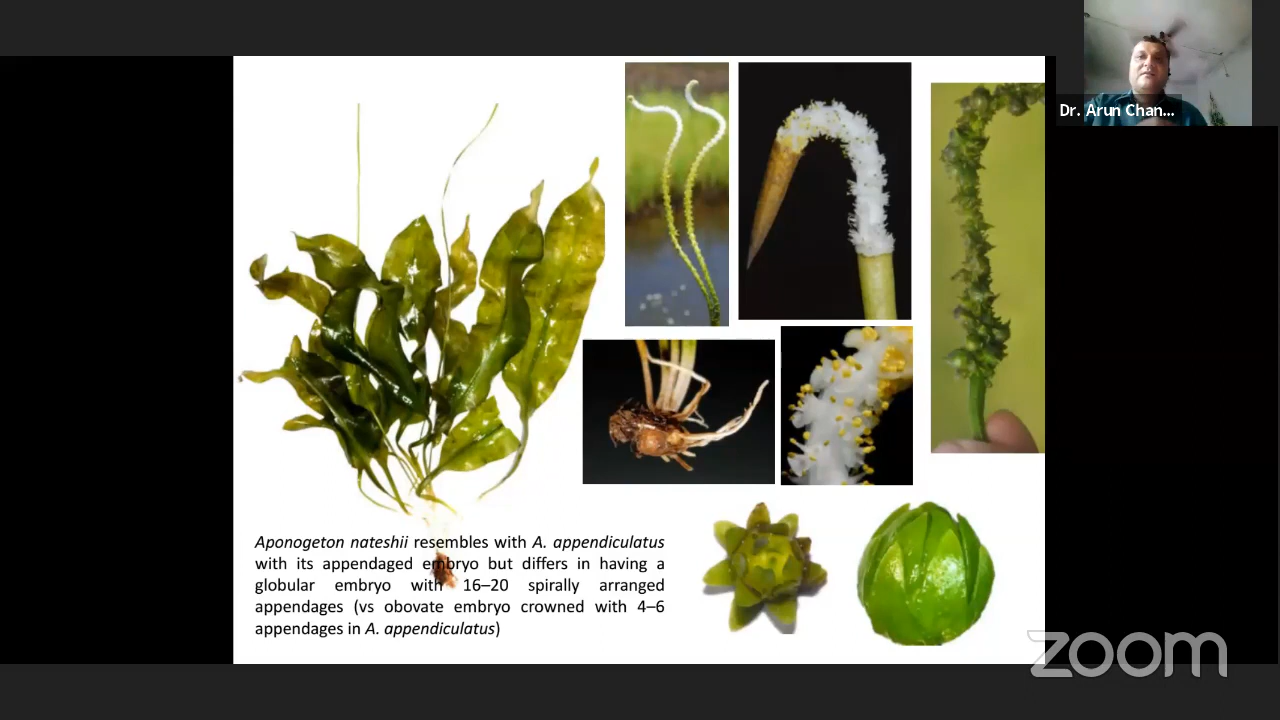 Dr. Arun Chan...
Aponogeton nateshii resembles with A. appendiculatus
with its appendaged embryo but differs in having a
globular embryo with 16–20 spirally arranged
appendages (vs obovate embryo crowned with 4–6
appendages in A. appendiculatus)
zoom